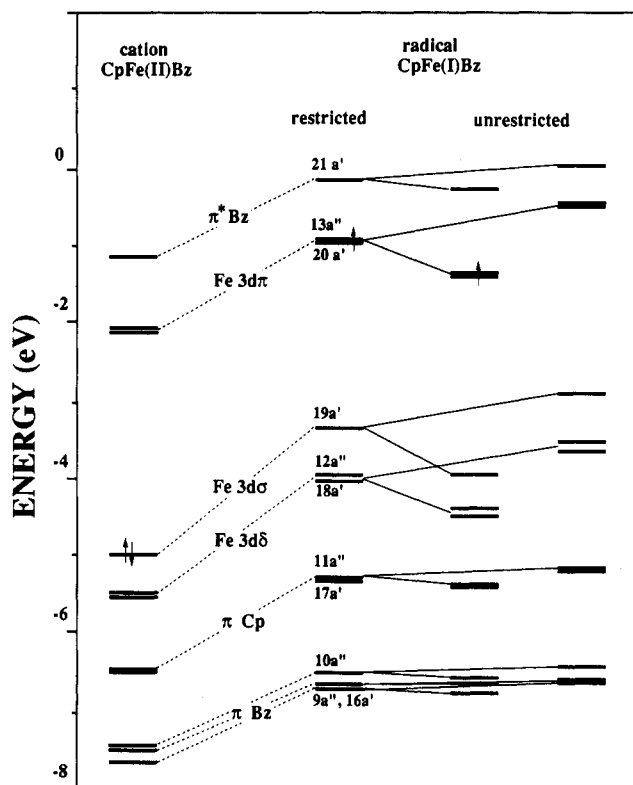 cation
CpFe(II)Bz
radical
CpFe(I)Bz
restricted
unrestricted
ENERGY (eV)
0
-2
-4
-6
-8
21 a'
π* Bz
13a"
20 a'
Fe 3dπ
19a'
12a"
18a'
Fe 3dσ
Fe 3dδ
11a"
17a'
π Cp
10a"
π Bz
9a", 16a'